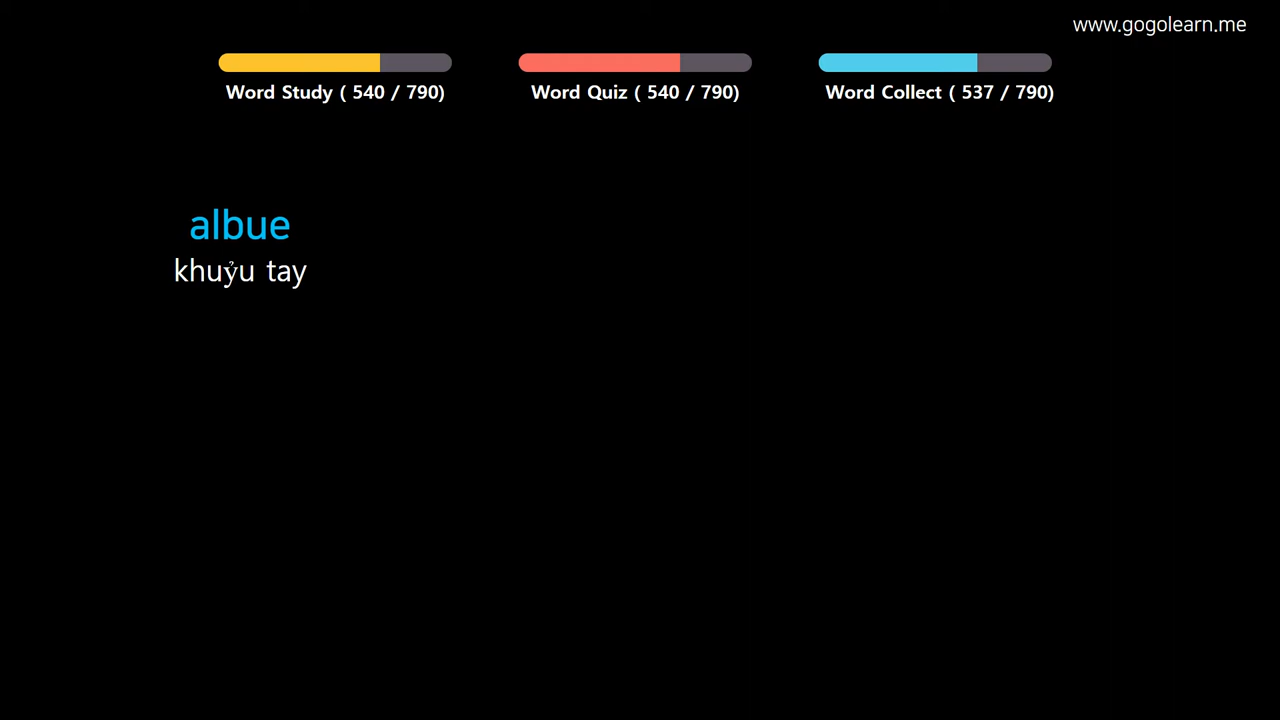 www.gogolearn.me
Word Study ( 540 / 790)
Word Quiz ( 540 / 790)
Word Collect ( 537 / 790)
albue
khuỷu tay